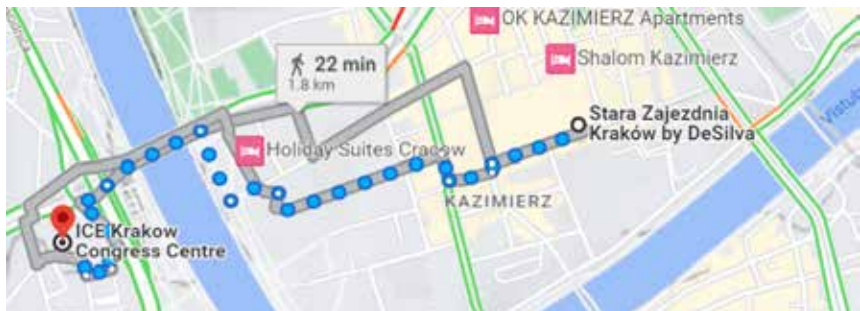 OK KAZIMIERZ Apartments
Shalom Kazimierz
22 min
1.8 km
Stara Zajezdnia
Kraków by DeSilva
Holiday Suites Cracow
KAZIMIERZ
ICE Krakow
Congress Centre